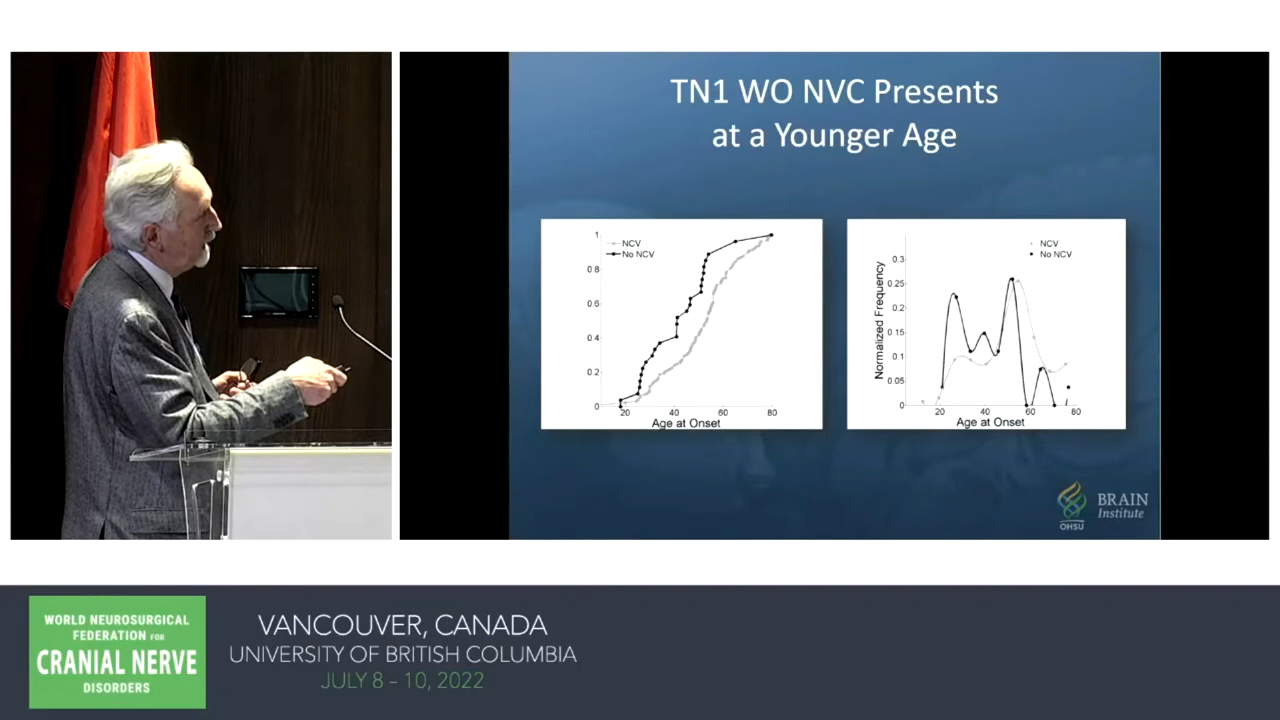 TN1 WO NVC Presents
at a Younger Age
1
0.8
0.6
0.4
0.2
0
20 40 60 80
Age at Onset
NCV
No NCV
Normalized Frequency
0.3
0.25
0.2
0.15
0.1
0.05
0
20 40 60 80
Age at Onset
NCV
No NCV
OHSU
BRAIN
Institute
WORLD NEUROSURGICAL
FEDERATION FOR
CRANIAL NERVE
DISORDERS
VANCOUVER, CANADA
UNIVERSITY OF BRITISH COLUMBIA
JULY 8 – 10, 2022